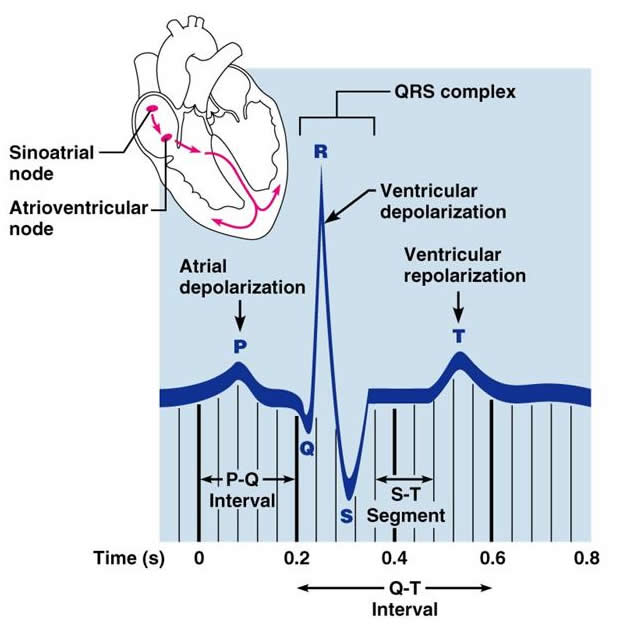 QRS complex
R
Sinoatrial
node
Ventricular
depolarization
Atrioventricular
node
Ventricular
repolarization
Atrial
depolarization
P
T
Q
P-Q
Interval
S
S-T
Segment
Time (s) 0 0.2 0.4 0.6 0.8
Q-T
Interval